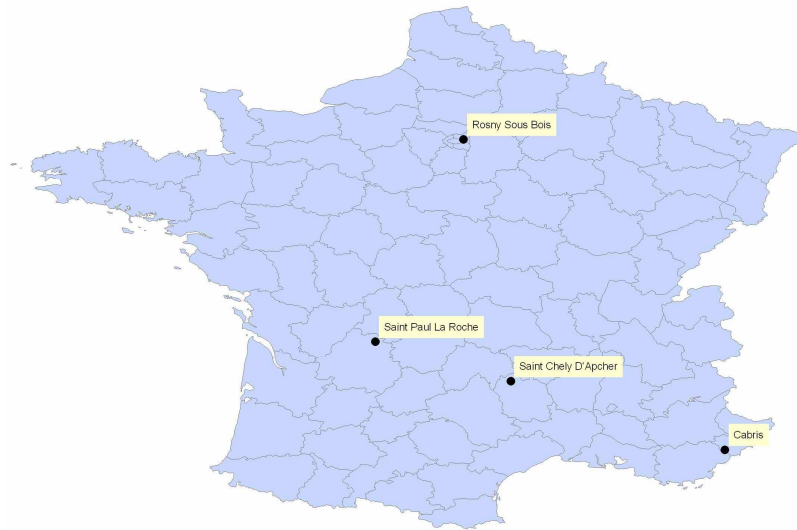 Rosny Sous Bois
Saint Paul La Roche
Saint Chely D'Apcher
Cabris